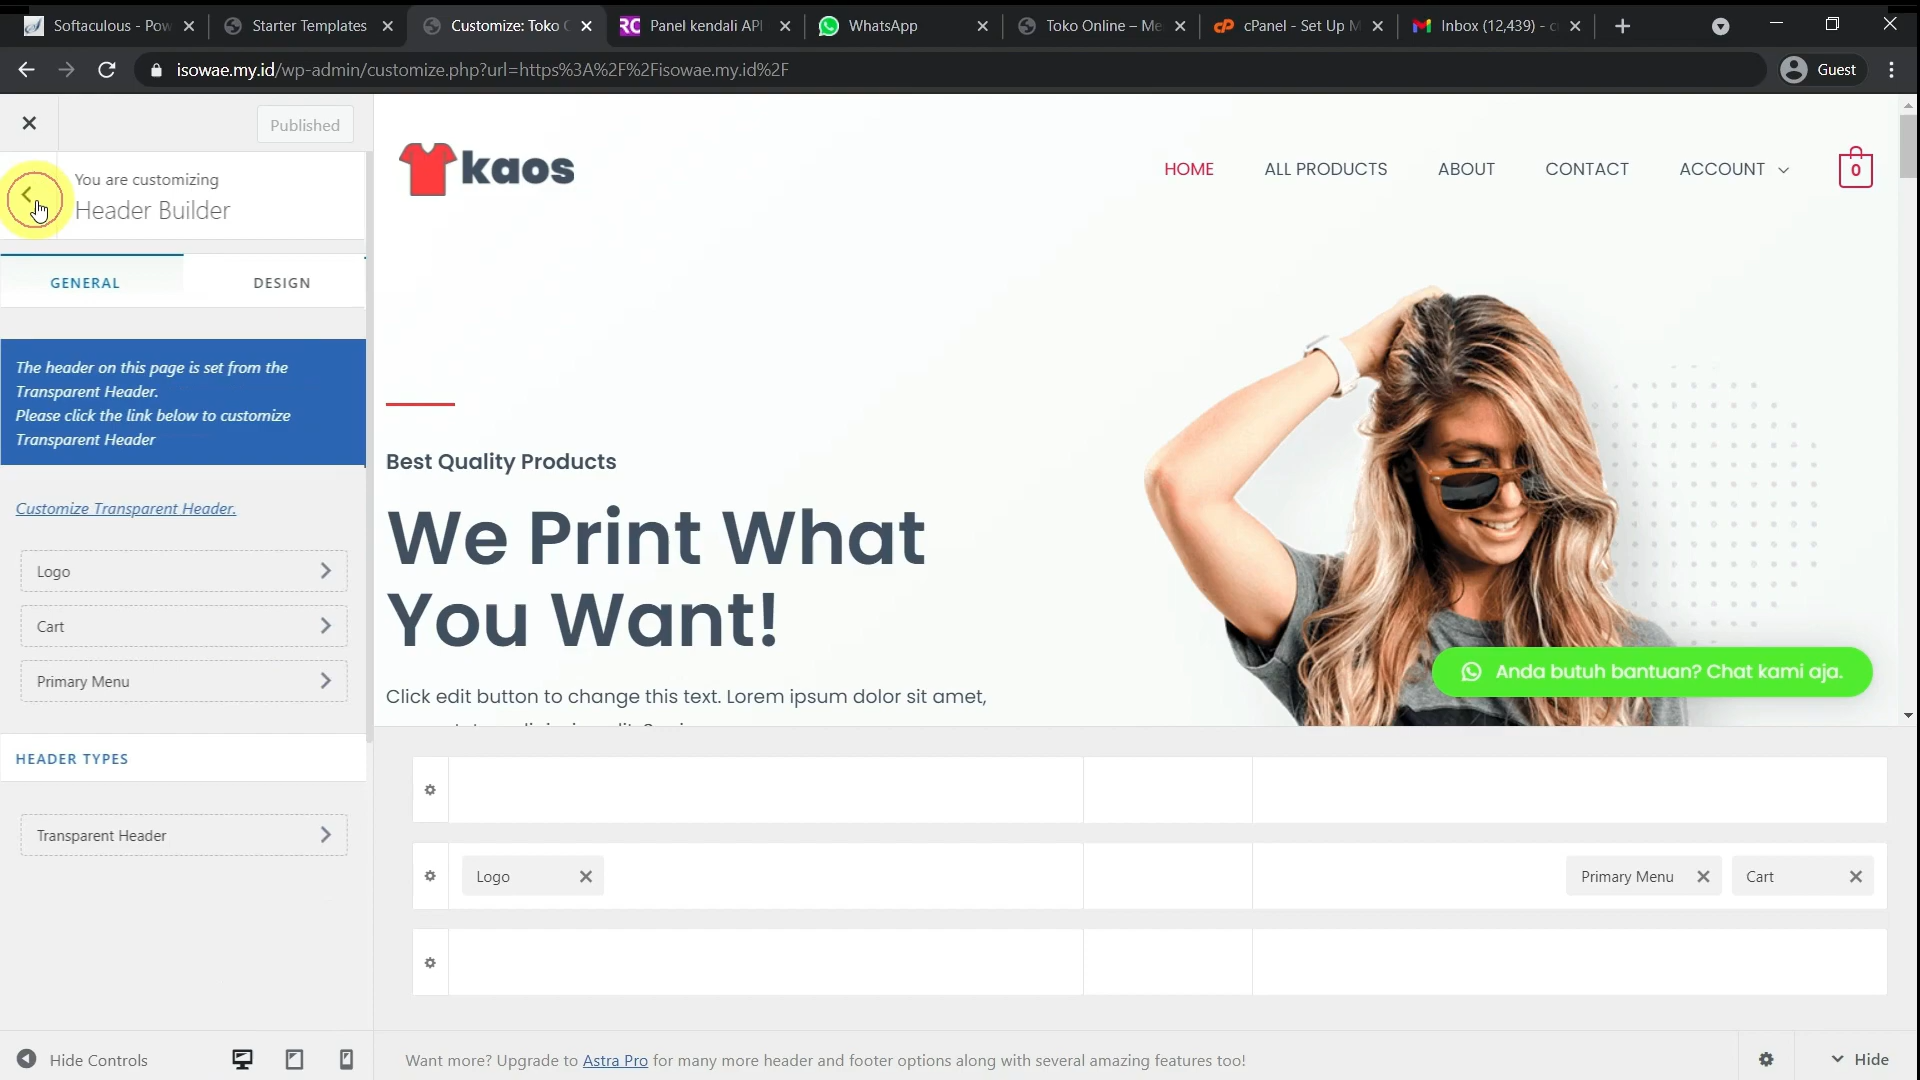 Softaculous - Pow
Starter Templates
Customize: Toko
Panel kendali API
WhatsApp
Toko Online – Me
cPanel - Set Up M
Inbox (12,439) - c
isowae.my.id/wp-admin/customize.php?url=https%3A%2F%2Fisowae.my.id%2F
Guest
Published
You are customizing
Header Builder
GENERAL
DESIGN
The header on this page is set from the
Transparent Header.
Please click the link below to customize
Transparent Header
Customize Transparent Header.
Logo
Cart
Primary Menu
HEADER TYPES
Transparent Header
Hide Controls
kaos
HOME
ALL PRODUCTS
ABOUT
CONTACT
ACCOUNT
0
Best Quality Products
We Print What
You Want!
Click edit button to change this text. Lorem ipsum dolor sit amet,
Anda butuh bantuan? Chat kami aja.
Logo
Primary Menu
Cart
Want more? Upgrade to Astra Pro for many more header and footer options along with several amazing features too!
Hide